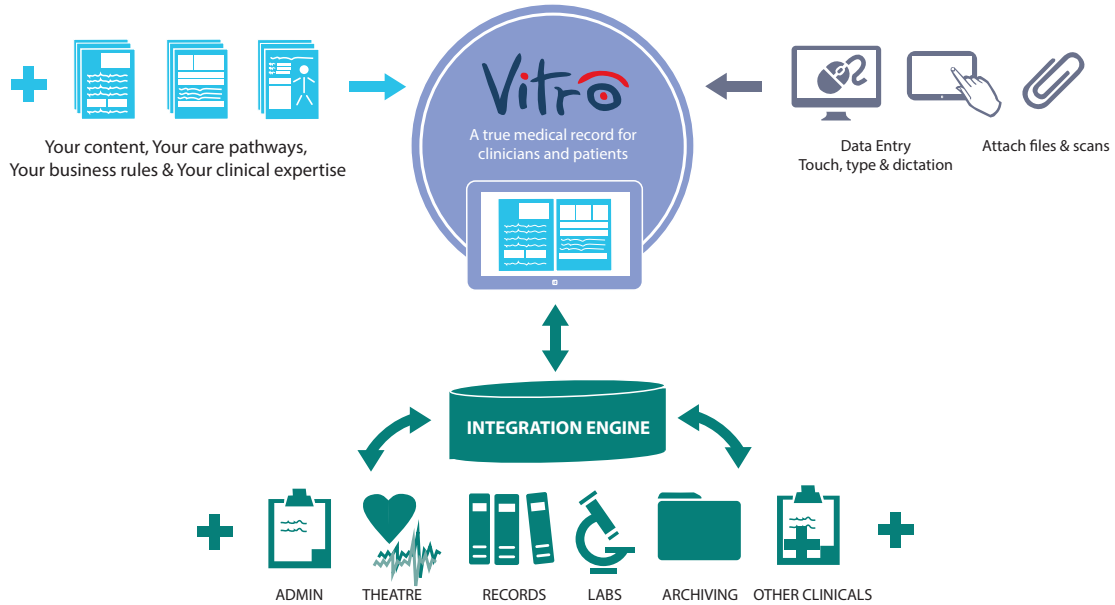 Vitro
A true medical record for
clinicians and patients
Your content, Your care pathways,
Your business rules & Your clinical expertise
Data Entry
Touch, type & dictation
Attach files & scans
INTEGRATION ENGINE
ADMIN
THEATRE
RECORDS
LABS
ARCHIVING
OTHER CLINICALS